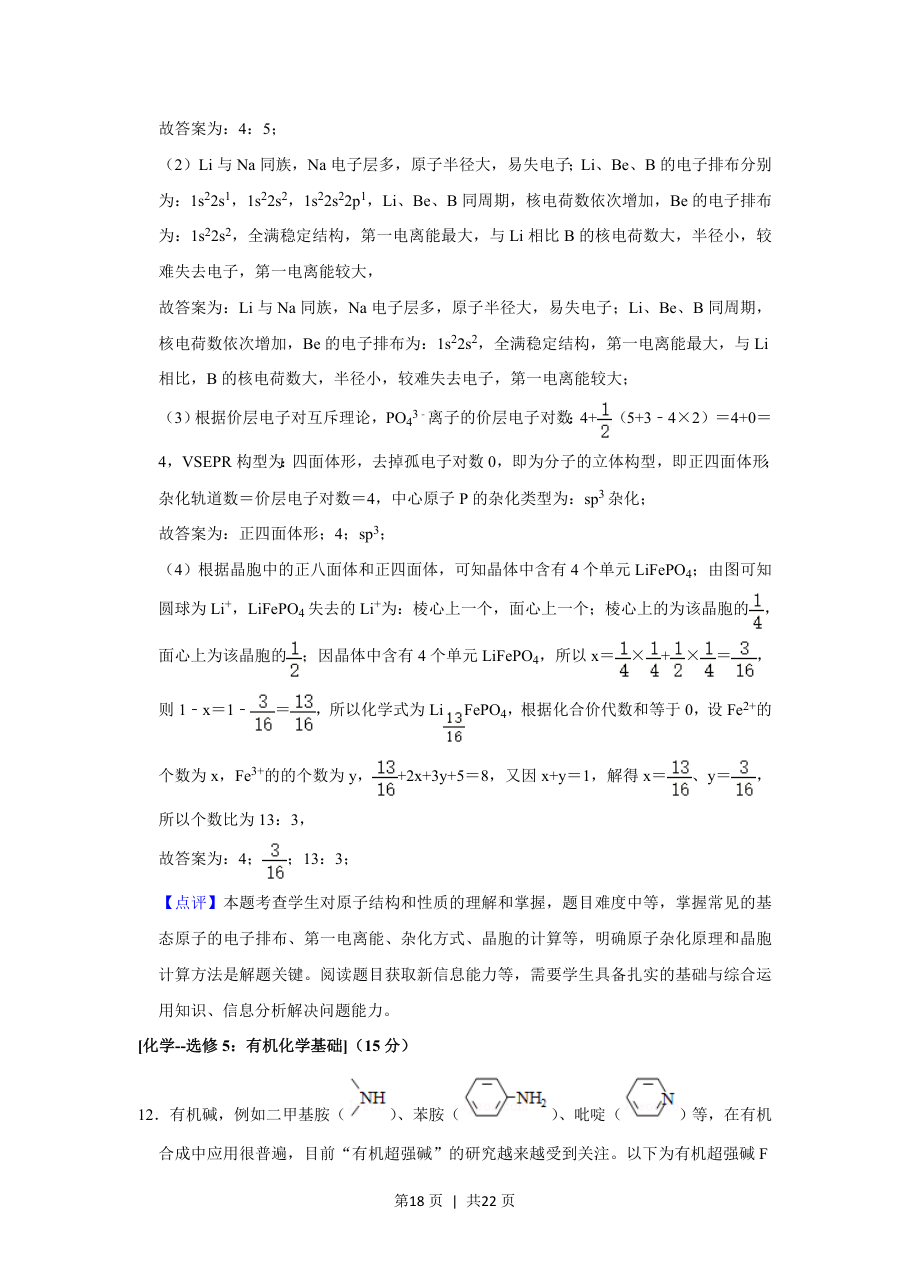 故答案为：4：5；
（2）Li 与 Na 同族，Na 电子层多，原子半径大，易失电子；Li、Be、B 的电子排布分别
为：1s²2s¹，1s²2s²，1s²2s²2p¹，Li、Be、B 同周期，核电荷数依次增加，Be 的电子排布
为：1s²2s²，全满稳定结构，第一电离能最大，与 Li 相比 B 的核电荷数大，半径小，较
难失去电子，第一电离能较大，
故答案为：Li 与 Na 同族，Na 电子层多，原子半径大，易失电子；Li、Be、B 同周期，
核电荷数依次增加，Be 的电子排布为：1s²2s²，全满稳定结构，第一电离能最大，与 Li
相比，B 的核电荷数大，半径小，较难失去电子，第一电离能较大；
（3）根据价层电子对互斥理论，PO₄³﹣离子的价层电子对数：4+1/2（5+3﹣4×2）＝4+0＝
4，VSEPR 构型为：四面体形，去掉孤电子对数 0，即为分子的立体构型，即正四面体形；
杂化轨道数＝价层电子对数＝4，中心原子 P 的杂化类型为：sp³ 杂化；
故答案为：正四面体形；4；sp³；
（4）根据晶胞中的正八面体和正四面体，可知晶体中含有 4 个单元 LiFePO₄；由图可知
圆球为 Li⁺，LiFePO₄ 失去的 Li⁺为：棱心上一个，面心上一个；棱心上的为该晶胞的1/4，
面心上为该晶胞的1/2；因晶体中含有 4 个单元 LiFePO₄，所以 x＝1/4×1/4+1/2×1/4＝3/16，
则 1﹣x＝1﹣3/16＝13/16，所以化学式为 Li13/16FePO₄，根据化合价代数和等于 0，设 Fe²⁺的
个数为 x，Fe³⁺的的个数为 y，13/16+2x+3y+5＝8，又因 x+y＝1，解得 x＝13/16、y＝3/16，
所以个数比为 13：3，
故答案为：4；3/16；13：3；
【点评】本题考查学生对原子结构和性质的理解和掌握，题目难度中等，掌握常见的基
态原子的电子排布、第一电离能、杂化方式、晶胞的计算等，明确原子杂化原理和晶胞
计算方法是解题关键。阅读题目获取新信息能力等，需要学生具备扎实的基础与综合运
用知识、信息分析解决问题能力。
[化学--选修 5：有机化学基础]（15 分）
12．有机碱，例如二甲基胺（NH）、苯胺（NH₂）、吡啶（N）等，在有机
合成中应用很普遍，目前“有机超强碱”的研究越来越受到关注。以下为有机超强碱 F
第18 页 | 共22 页